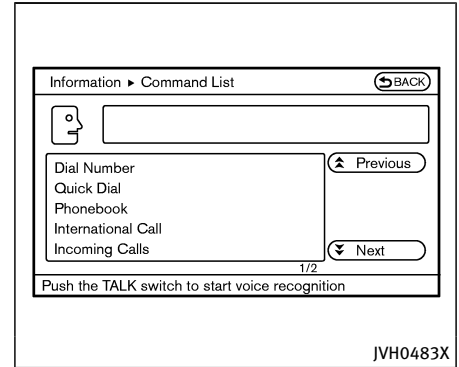 Information ▸ Command List
BACK
Dial Number
Quick Dial
Phonebook
International Call
Incoming Calls
Previous
Next
1/2
Push the TALK switch to start voice recognition
JVH0483X